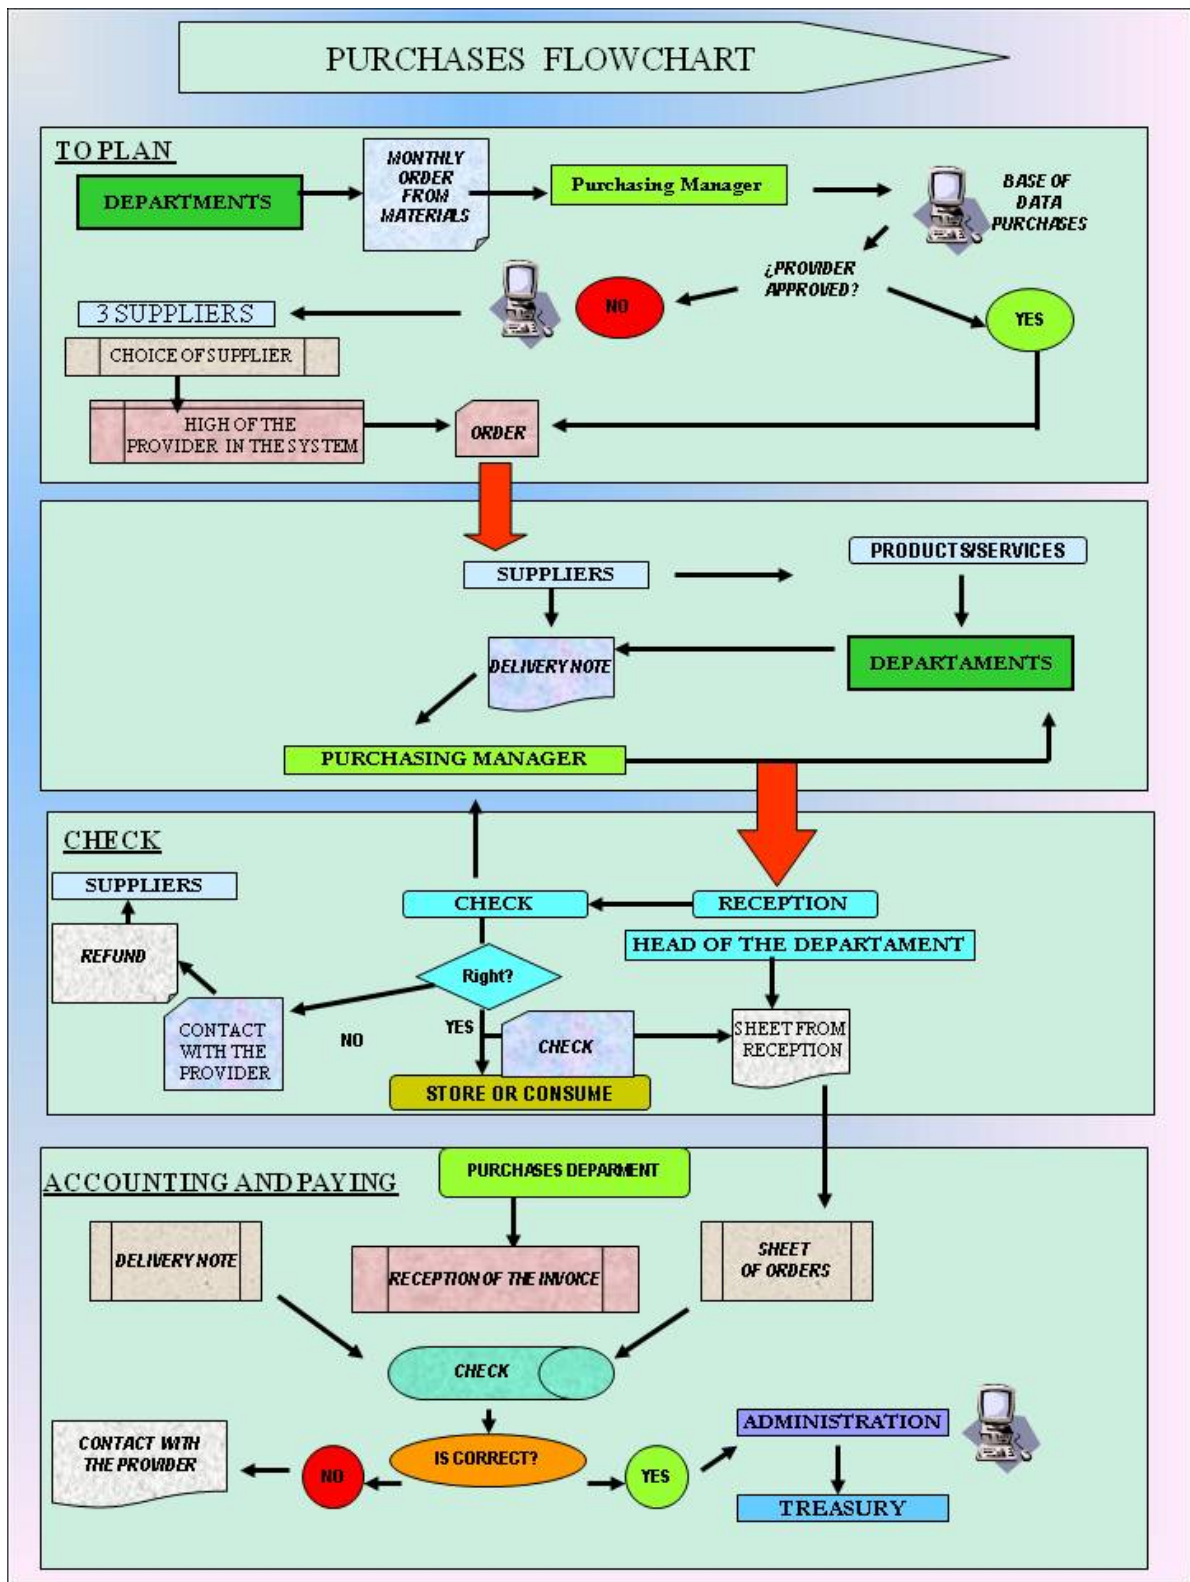 PURCHASES FLOWCHART
TO PLAN
DEPARTMENTS
MONTHLY
ORDER
FROM
MATERIALS
Purchasing Manager
BASE OF
DATA
PURCHASES
¿PROVIDER
APPROVED?
NO
YES
3 SUPPLIERS
CHOICE OF SUPPLIER
HIGH OF THE
PROVIDER IN THE SYSTEM
ORDER
SUPPLIERS
PRODUCTS/SERVICES
DELIVERY NOTE
DEPARTAMENTS
PURCHASING MANAGER
CHECK
SUPPLIERS
CHECK
RECEPTION
REFUND
HEAD OF THE DEPARTAMENT
Right?
CONTACT
WITH THE
PROVIDER
NO
YES
CHECK
SHEET FROM
RECEPTION
STORE OR CONSUME
ACCOUNTING AND PAYING
PURCHASES DEPARMENT
DELIVERY NOTE
RECEPTION OF THE INVOICE
SHEET
OF ORDERS
CHECK
CONTACT WITH
THE PROVIDER
NO
IS CORRECT?
YES
ADMINISTRATION
TREASURY